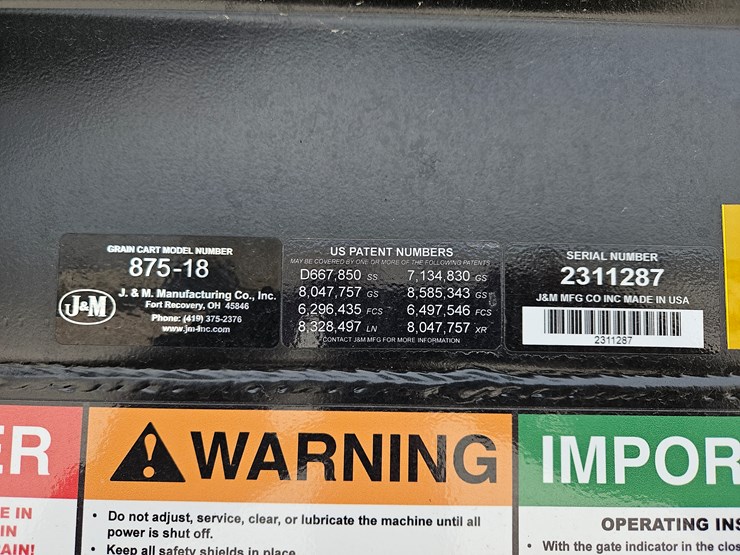 GRAIN CART MODEL NUMBER
875-18
J&M
J. & M. Manufacturing Co., Inc.
Fort Recovery, OH 45846
Phone: (419) 375-2376
www.jm-inc.com
US PATENT NUMBERS
MAY BE COVERED BY ONE OR MORE OF THE FOLLOWING PATENTS
D667,850 SS 7,134,830 GS
8,047,757 GS 8,585,343 GS
6,296,435 FCS 6,497,546 FCS
8,328,497 LN 8,047,757 XR
CONTACT J&M MFG FOR MORE INFORMATION
SERIAL NUMBER
2311287
J&M MFG CO INC MADE IN USA
2311287
ER
E IN
IN
AIN!
WARNING
• Do not adjust, service, clear, or lubricate the machine until all
power is shut off.
• Keep all safety shields in place
IMPOR
OPERATING INS
• With the gate indicator in the clos